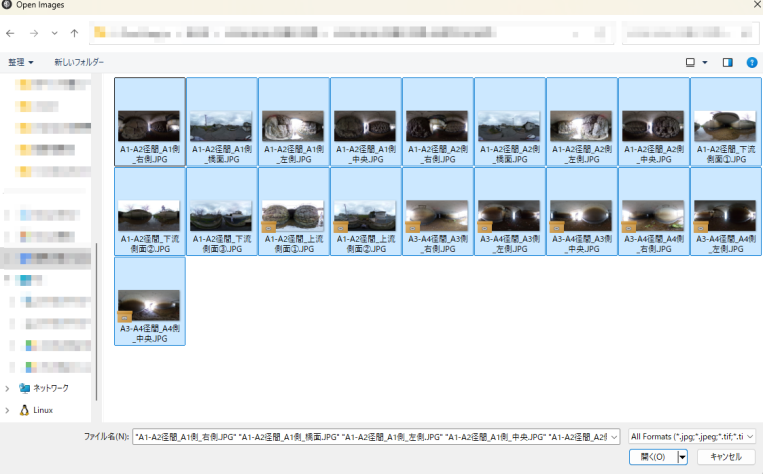 Open Images
整理
新しいフォルダー
A1-A2径間_A1側
_右側.JPG
A1-A2径間_A1側
_橋面.JPG
A1-A2径間_A1側
_左側.JPG
A1-A2径間_A1側
_中央.JPG
A1-A2径間_A2側
_右側.JPG
A1-A2径間_A2側
_橋面.JPG
A1-A2径間_A2側
_左側.JPG
A1-A2径間_A2側
_中央.JPG
A1-A2径間_下流
側面①.JPG
A1-A2径間_下流
側面②.JPG
A1-A2径間_下流
側面③.JPG
A1-A2径間_上流
側面①.JPG
A1-A2径間_上流
側面②.JPG
A3-A4径間_A3側
_右側.JPG
A3-A4径間_A3側
_左側.JPG
A3-A4径間_A3側
_中央.JPG
A3-A4径間_A4側
_右側.JPG
A3-A4径間_A4側
_左側.JPG
A3-A4径間_A4側
_中央.JPG
ネットワーク
Linux
ファイル名(N):
"A1-A2径間_A1側_右側.JPG" "A1-A2径間_A1側_橋面.JPG" "A1-A2径間_A1側_左側.JPG" "A1-A2径間_A1側_中央.JPG" "A1-A2径間_A2側
All Formats (*.jpg;*.jpeg;*.tif;*.ti
開く(O)
キャンセル